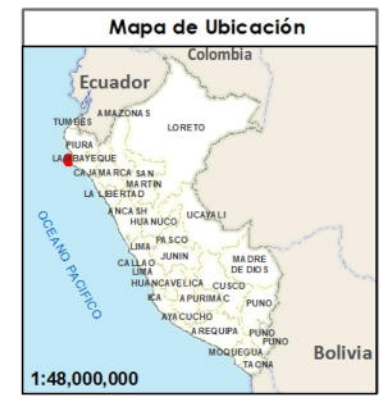 Mapa de Ubicación
Colombia
Ecuador
AMAZONAS
TUMBES
LORETO
PIURA
LAMBAYEQUE
CAJAMARCA SAN
MARTIN
LA LIBERTAD
ANCASH
UCAYALI
HUANUCO
OCEANO PACIFICO
PASCO
LIMA
JUNIN
MADRE
DE DIOS
CALLAO
LIMA
HUANCAVELICA
CUSCO
ICA
APURIMAC
PUNO
AYACUCHO
AREQUIPA
PUNO
PUNO
MOQUEGUA
Bolivia
TACNA
1:48,000,000